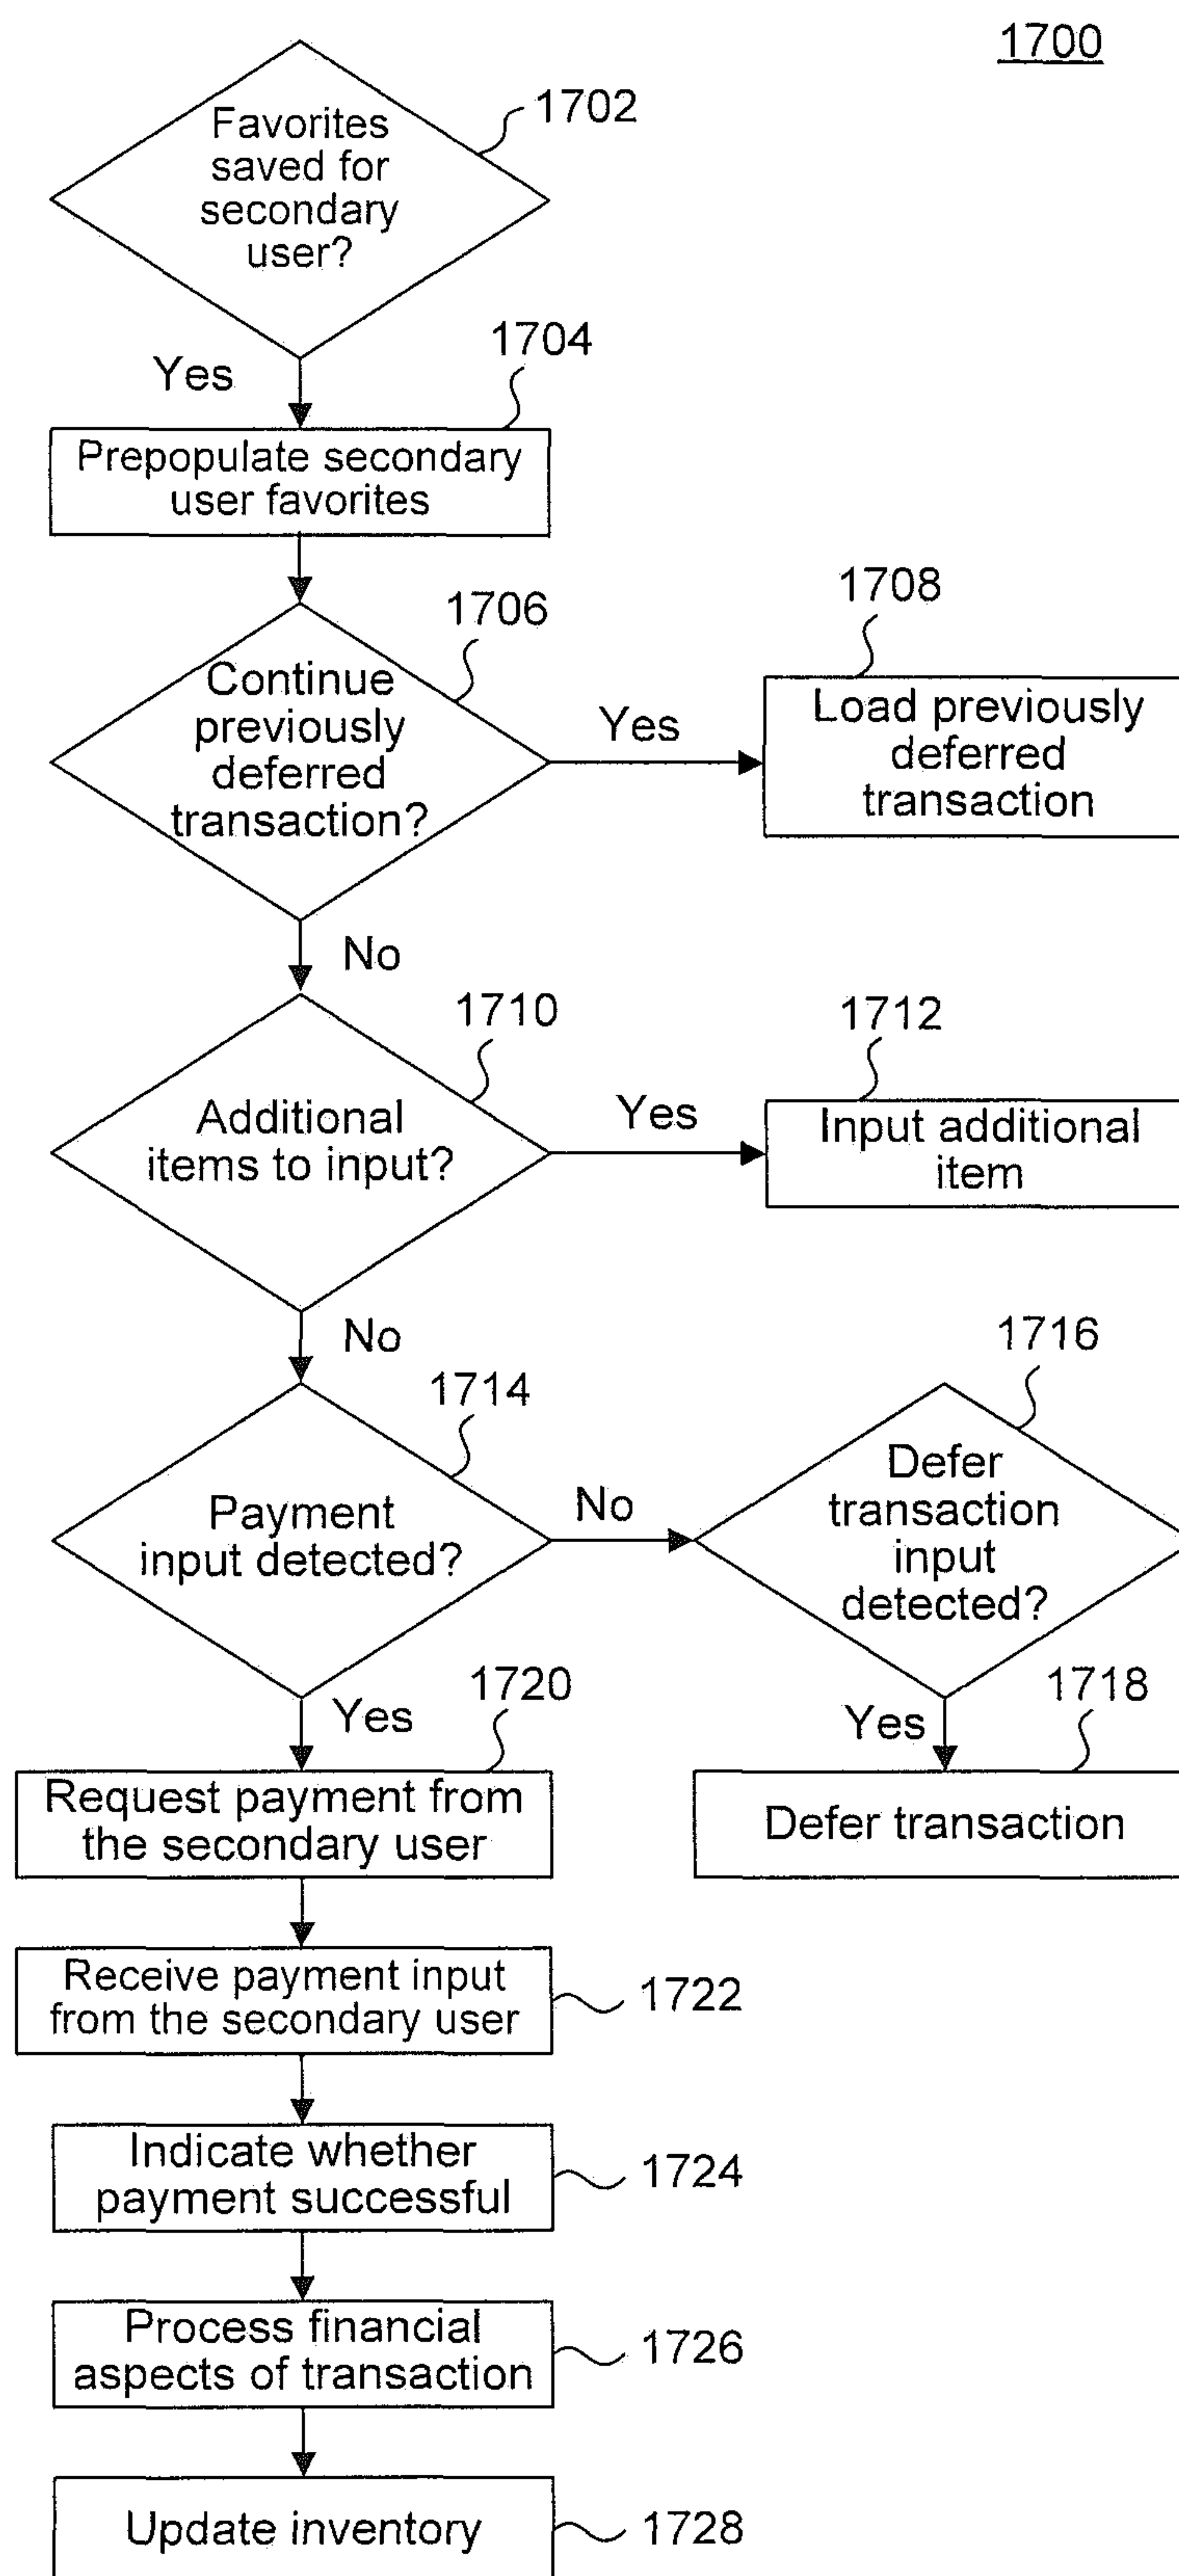 1700
1702
Favorites
saved for
secondary
user?
Yes
1704
Prepopulate secondary
user favorites
1706
Continue
previously
deferred
transaction?
Yes
1708
Load previously
deferred
transaction
No
1710
Additional
items to input?
Yes
1712
Input additional
item
No
1714
Payment
input detected?
No
1716
Defer
transaction
input
detected?
Yes
1720
Request payment from
the secondary user
Yes
1718
Defer transaction
Receive payment input
from the secondary user
1722
Indicate whether
payment successful
1724
Process financial
aspects of transaction
1726
Update inventory
1728